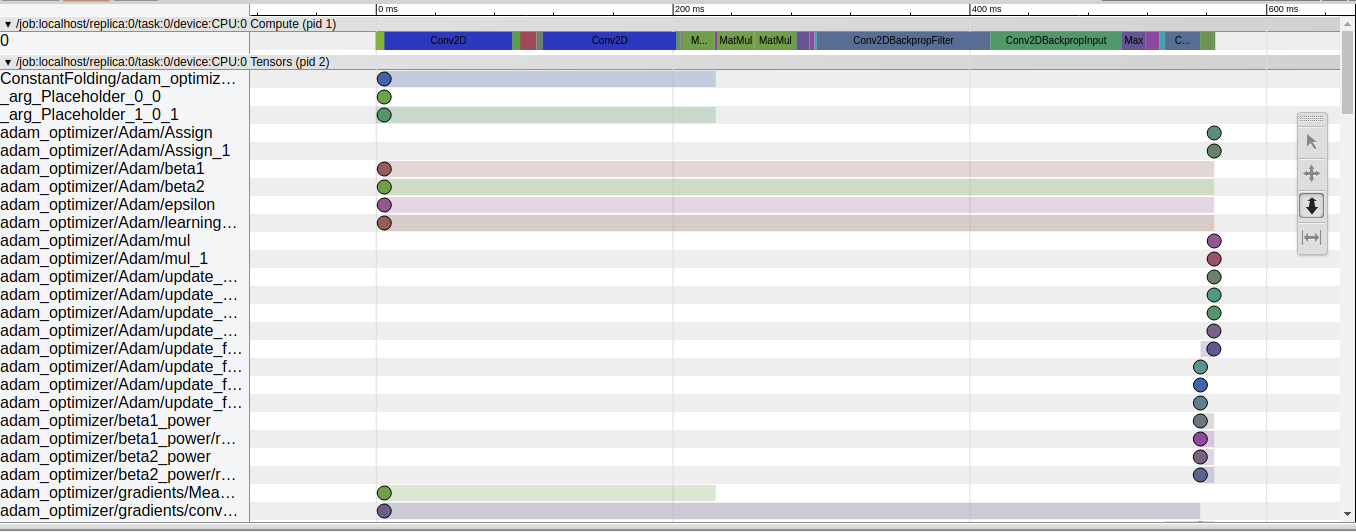 0 ms 200 ms 400 ms 600 ms
▼ /job:localhost/replica:0/task:0/device:CPU:0 Compute (pid 1)
0 Conv2D Conv2D M... MatMul MatMul Conv2DBackpropFilter Conv2DBackpropInput Max C...
▼ /job:localhost/replica:0/task:0/device:CPU:0 Tensors (pid 2)
ConstantFolding/adam_optimiz...
_arg_Placeholder_0_0
_arg_Placeholder_1_0_1
adam_optimizer/Adam/Assign
adam_optimizer/Adam/Assign_1
adam_optimizer/Adam/beta1
adam_optimizer/Adam/beta2
adam_optimizer/Adam/epsilon
adam_optimizer/Adam/learning...
adam_optimizer/Adam/mul
adam_optimizer/Adam/mul_1
adam_optimizer/Adam/update_...
adam_optimizer/Adam/update_...
adam_optimizer/Adam/update_...
adam_optimizer/Adam/update_...
adam_optimizer/Adam/update_f...
adam_optimizer/Adam/update_f...
adam_optimizer/Adam/update_f...
adam_optimizer/Adam/update_f...
adam_optimizer/beta1_power
adam_optimizer/beta1_power/r...
adam_optimizer/beta2_power
adam_optimizer/beta2_power/r...
adam_optimizer/gradients/Mea...
adam_optimizer/gradients/conv...